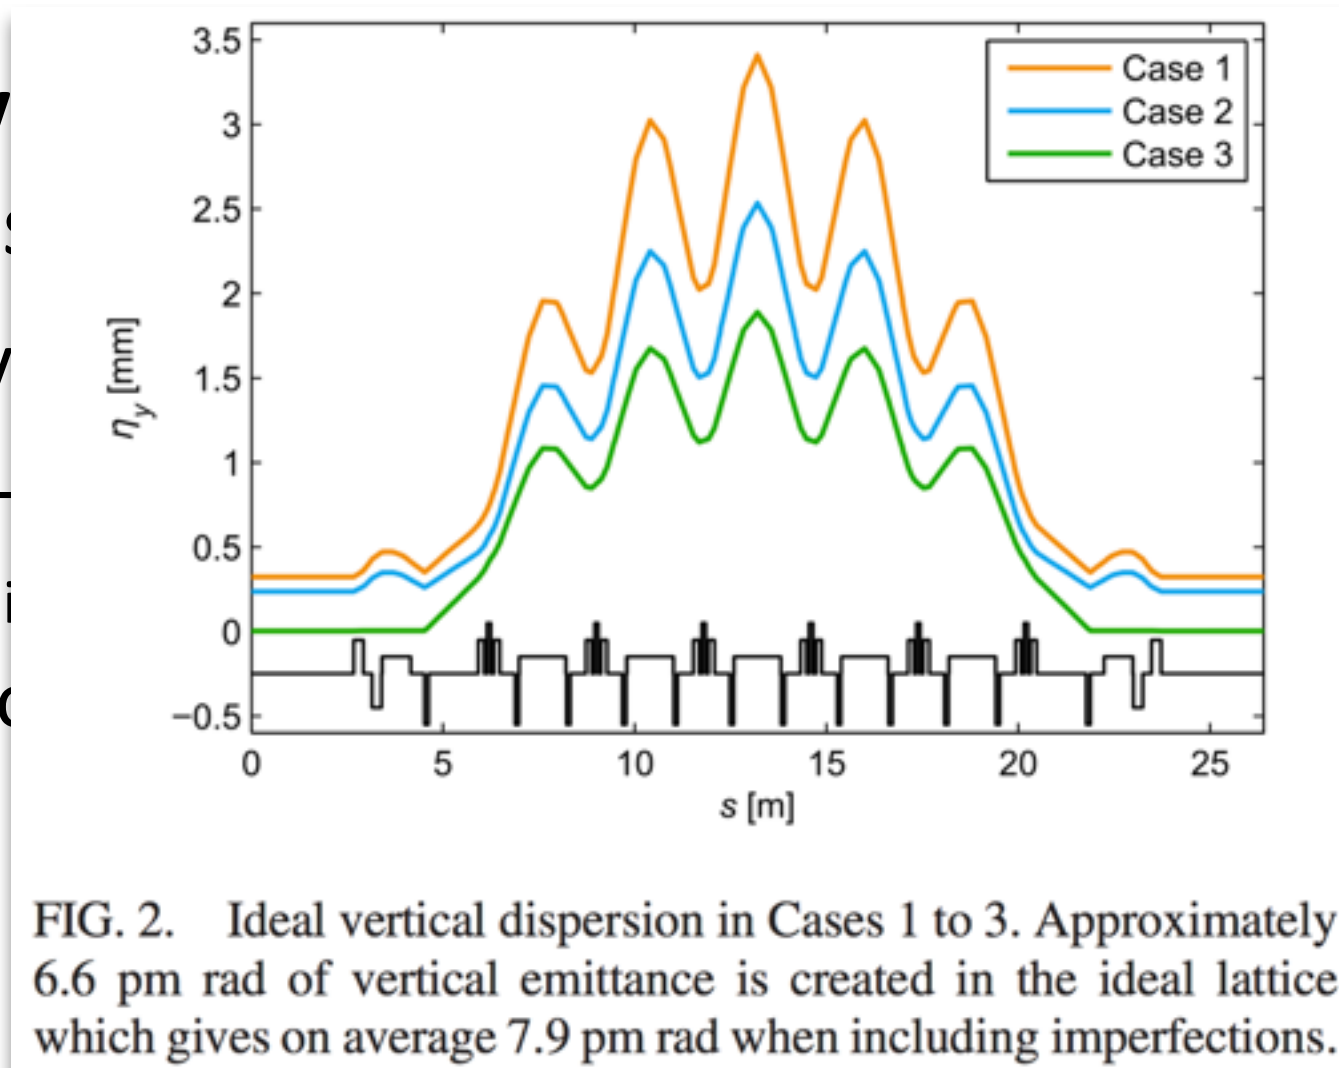 3.5
3
2.5
2
1.5
1
0.5
0
−0.5
ηy [mm]
Case 1
Case 2
Case 3
0 5 10 15 20 25
s [m]
FIG. 2. Ideal vertical dispersion in Cases 1 to 3. Approximately
6.6 pm rad of vertical emittance is created in the ideal lattice
which gives on average 7.9 pm rad when including imperfections.